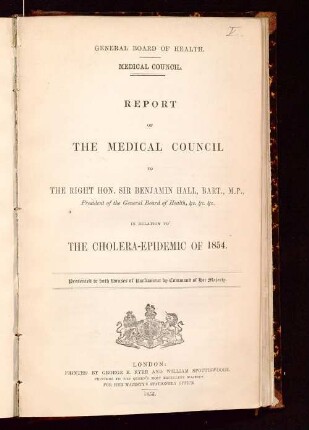 GENERAL BOARD OF HEALTH.
MEDICAL COUNCIL.
REPORT
OF
THE MEDICAL COUNCIL
TO
THE RIGHT HON. SIR BENJAMIN HALL, BART., M.P.,
President of the General Board of Health, &c. &c. &c.
IN RELATION TO
THE CHOLERA-EPIDEMIC OF 1854.
Presented to both Houses of Parliament by Command of Her Majesty.
LONDON:
PRINTED BY GEORGE E. EYRE AND WILLIAM SPOTTISWOODE,
PRINTERS TO THE QUEEN'S MOST EXCELLENT MAJESTY.
FOR HER MAJESTY'S STATIONERY OFFICE.
1855.